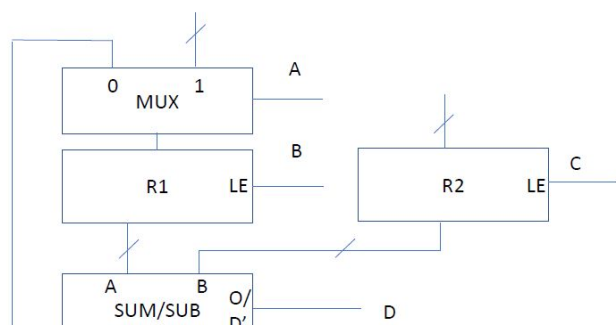 A
0 1
MUX
B
C
R1 LE
R2 LE
A B
O/
SUM/SUB
D'
D